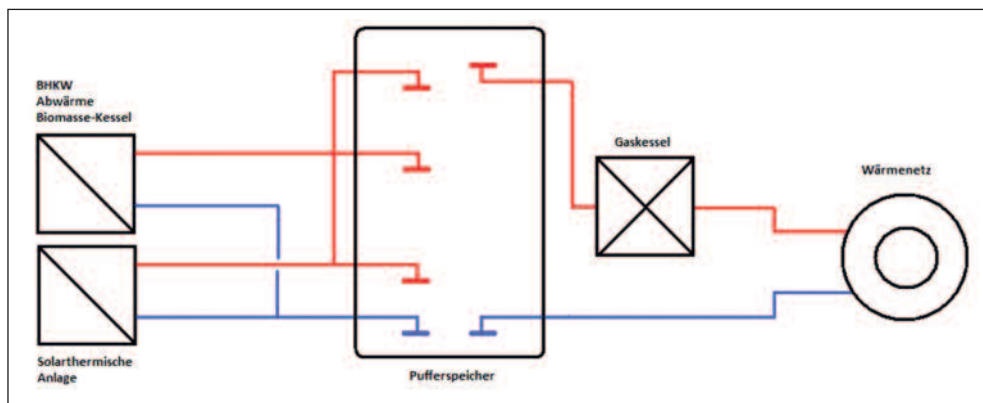 BHKW
Abwärme
Biomasse-Kessel
Gaskessel
Wärmenetz
Solarthermische
Anlage
Pufferspeicher